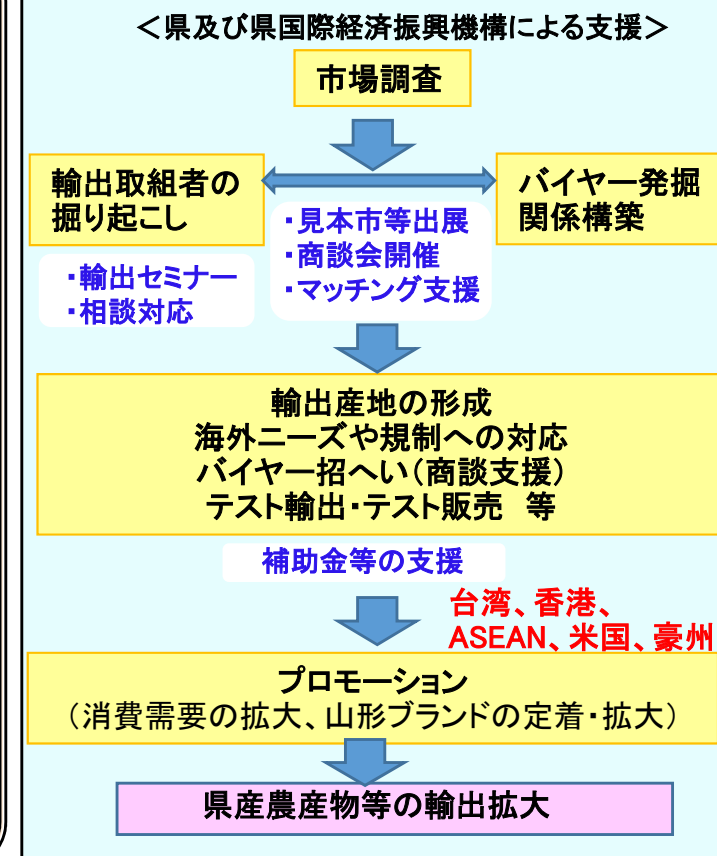 ＜県及び県国際経済振興機構による支援＞
市場調査
輸出取組者の
掘り起こし
バイヤー発掘
関係構築
・見本市等出展
・商談会開催
・マッチング支援
・輸出セミナー
・相談対応
輸出産地の形成
海外ニーズや規制への対応
バイヤー招へい（商談支援）
テスト輸出・テスト販売　等
補助金等の支援
台湾、香港、
ASEAN、米国、豪州
プロモーション
（消費需要の拡大、山形ブランドの定着・拡大）
県産農産物等の輸出拡大